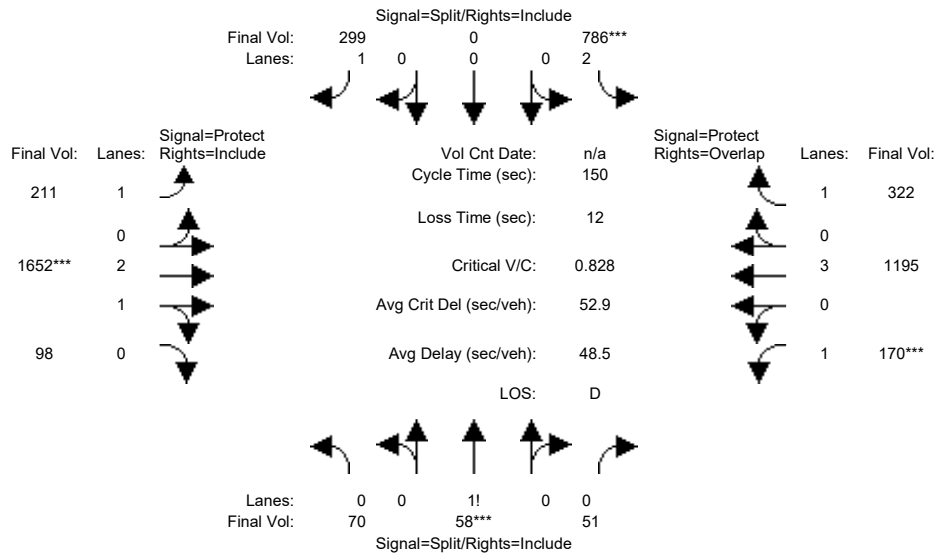 Signal=Split/Rights=Include
Final Vol: 299 0 786***
Lanes: 1 0 0 0 2
Signal=Protect Signal=Protect
Final Vol: Lanes: Rights=Include Vol Cnt Date: n/a Rights=Overlap Lanes: Final Vol:
Cycle Time (sec): 150
211 1 1 322
Loss Time (sec): 12
0 0
1652*** 2 Critical V/C: 0.828 3 1195
1 Avg Crit Del (sec/veh): 52.9 0
98 0 Avg Delay (sec/veh): 48.5 1 170***
LOS: D
Lanes: 0 0 1! 0 0
Final Vol: 70 58*** 51
Signal=Split/Rights=Include